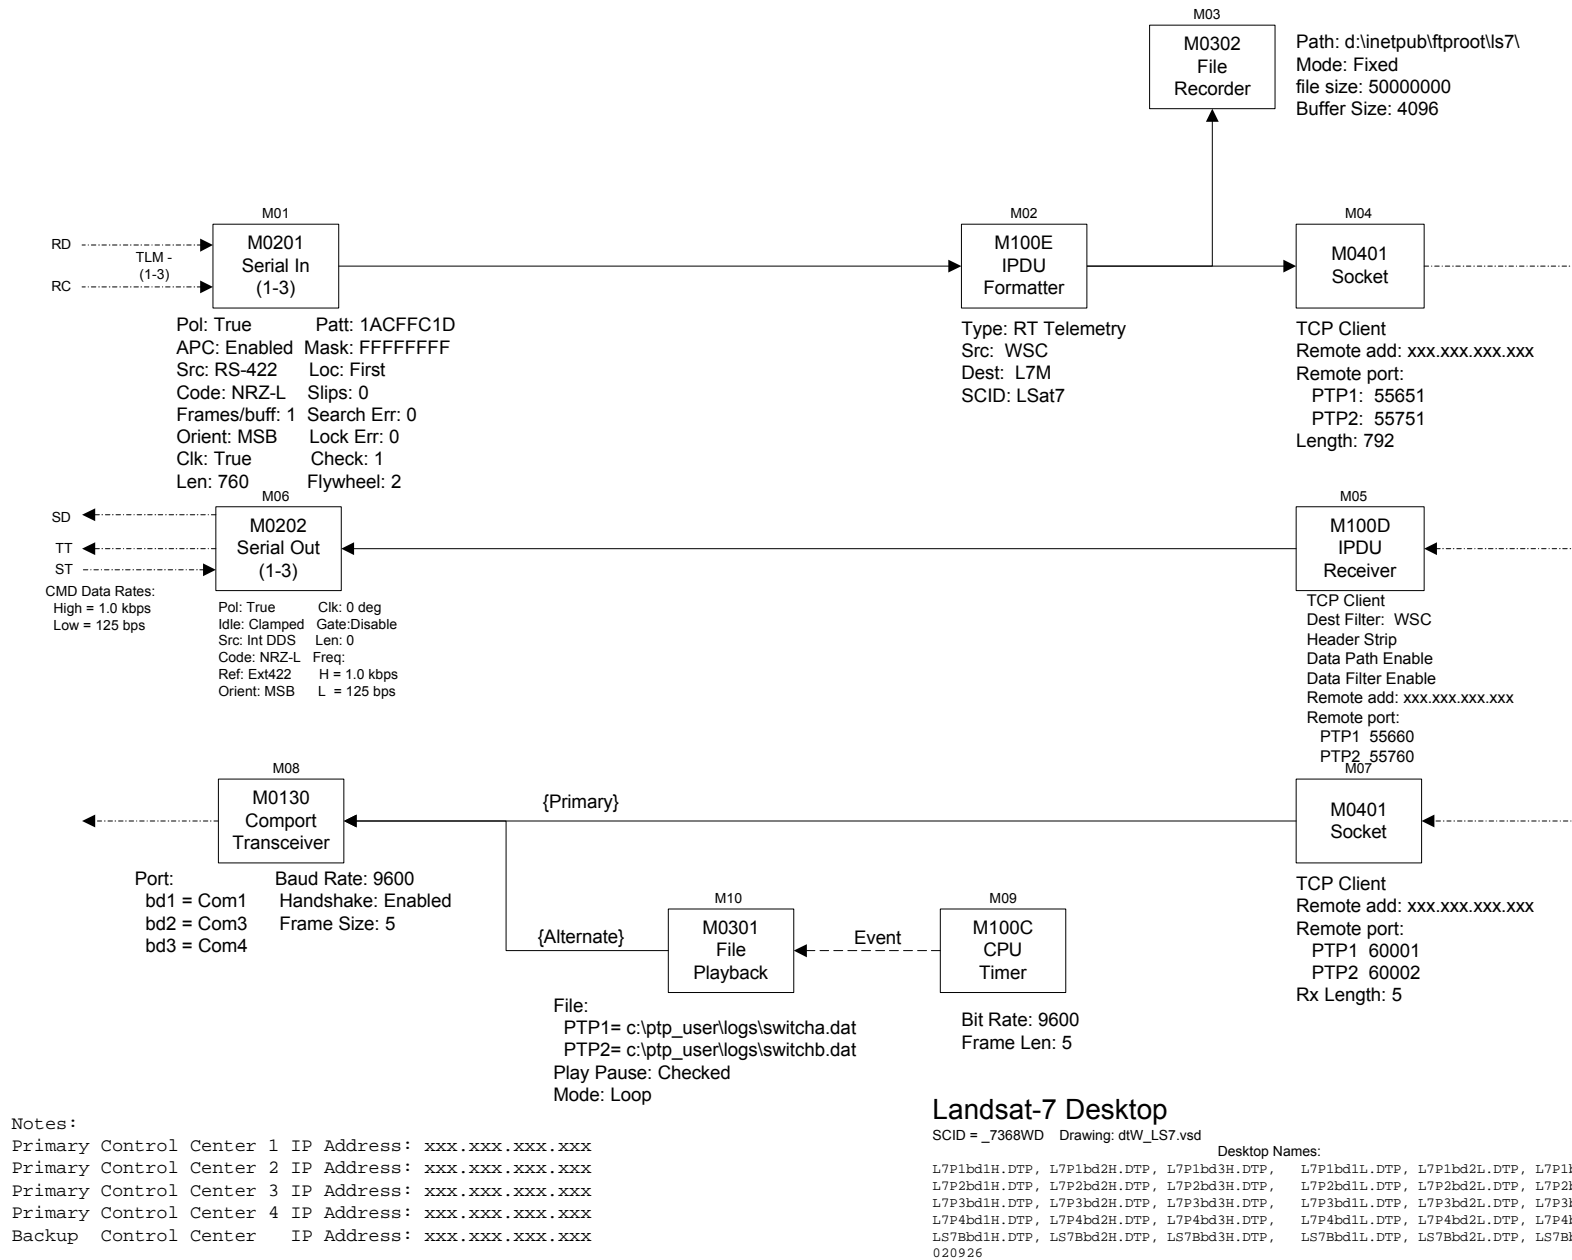 M03
M0302
File
Recorder
Path: d:\inetpub\ftproot\ls7\
Mode: Fixed
file size: 50000000
Buffer Size: 4096
M01
M0201
Serial In
(1-3)
RD
TLM -
(1-3)
RC
Pol: True Patt: 1ACFFC1D
APC: Enabled Mask: FFFFFFFF
Src: RS-422 Loc: First
Code: NRZ-L Slips: 0
Frames/buff: 1 Search Err: 0
Orient: MSB Lock Err: 0
Clk: True Check: 1
Len: 760 Flywheel: 2
M02
M100E
IPDU
Formatter
Type: RT Telemetry
Src: WSC
Dest: L7M
SCID: LSat7
M04
M0401
Socket
TCP Client
Remote add: xxx.xxx.xxx.xxx
Remote port:
PTP1: 55651
PTP2: 55751
Length: 792
M06
M0202
Serial Out
(1-3)
SD
TT
ST
CMD Data Rates:
High = 1.0 kbps
Low = 125 bps
Pol: True Clk: 0 deg
Idle: Clamped Gate:Disable
Src: Int DDS Len: 0
Code: NRZ-L Freq:
Ref: Ext422 H = 1.0 kbps
Orient: MSB L = 125 bps
M05
M100D
IPDU
Receiver
TCP Client
Dest Filter: WSC
Header Strip
Data Path Enable
Data Filter Enable
Remote add: xxx.xxx.xxx.xxx
Remote port:
PTP1 55660
PTP2 55760
M08
M0130
Comport
Transceiver
{Primary}
Port: Baud Rate: 9600
bd1 = Com1 Handshake: Enabled
bd2 = Com3 Frame Size: 5
bd3 = Com4
{Alternate}
M10
M0301
File
Playback
Event
M09
M100C
CPU
Timer
File:
PTP1= c:\ptp_user\logs\switcha.dat
PTP2= c:\ptp_user\logs\switchb.dat
Play Pause: Checked
Mode: Loop
Bit Rate: 9600
Frame Len: 5
M07
M0401
Socket
TCP Client
Remote add: xxx.xxx.xxx.xxx
Remote port:
PTP1 60001
PTP2 60002
Rx Length: 5
Notes:
Primary Control Center 1 IP Address: xxx.xxx.xxx.xxx
Primary Control Center 2 IP Address: xxx.xxx.xxx.xxx
Primary Control Center 3 IP Address: xxx.xxx.xxx.xxx
Primary Control Center 4 IP Address: xxx.xxx.xxx.xxx
Backup Control Center IP Address: xxx.xxx.xxx.xxx
Landsat-7 Desktop
SCID = _7368WD Drawing: dtW_LS7.vsd
Desktop Names:
L7P1bd1H.DTP, L7P1bd2H.DTP, L7P1bd3H.DTP, L7P1bd1L.DTP, L7P1bd2L.DTP,
L7P2bd1H.DTP, L7P2bd2H.DTP, L7P2bd3H.DTP, L7P2bd1L.DTP, L7P2bd2L.DTP,
L7P3bd1H.DTP, L7P3bd2H.DTP, L7P3bd3H.DTP, L7P3bd1L.DTP, L7P3bd2L.DTP,
L7P4bd1H.DTP, L7P4bd2H.DTP, L7P4bd3H.DTP, L7P4bd1L.DTP, L7P4bd2L.DTP,
LS7Bbd1H.DTP, LS7Bbd2H.DTP, LS7Bbd3H.DTP, LS7Bbd1L.DTP, LS7Bbd2L.DTP,
020926